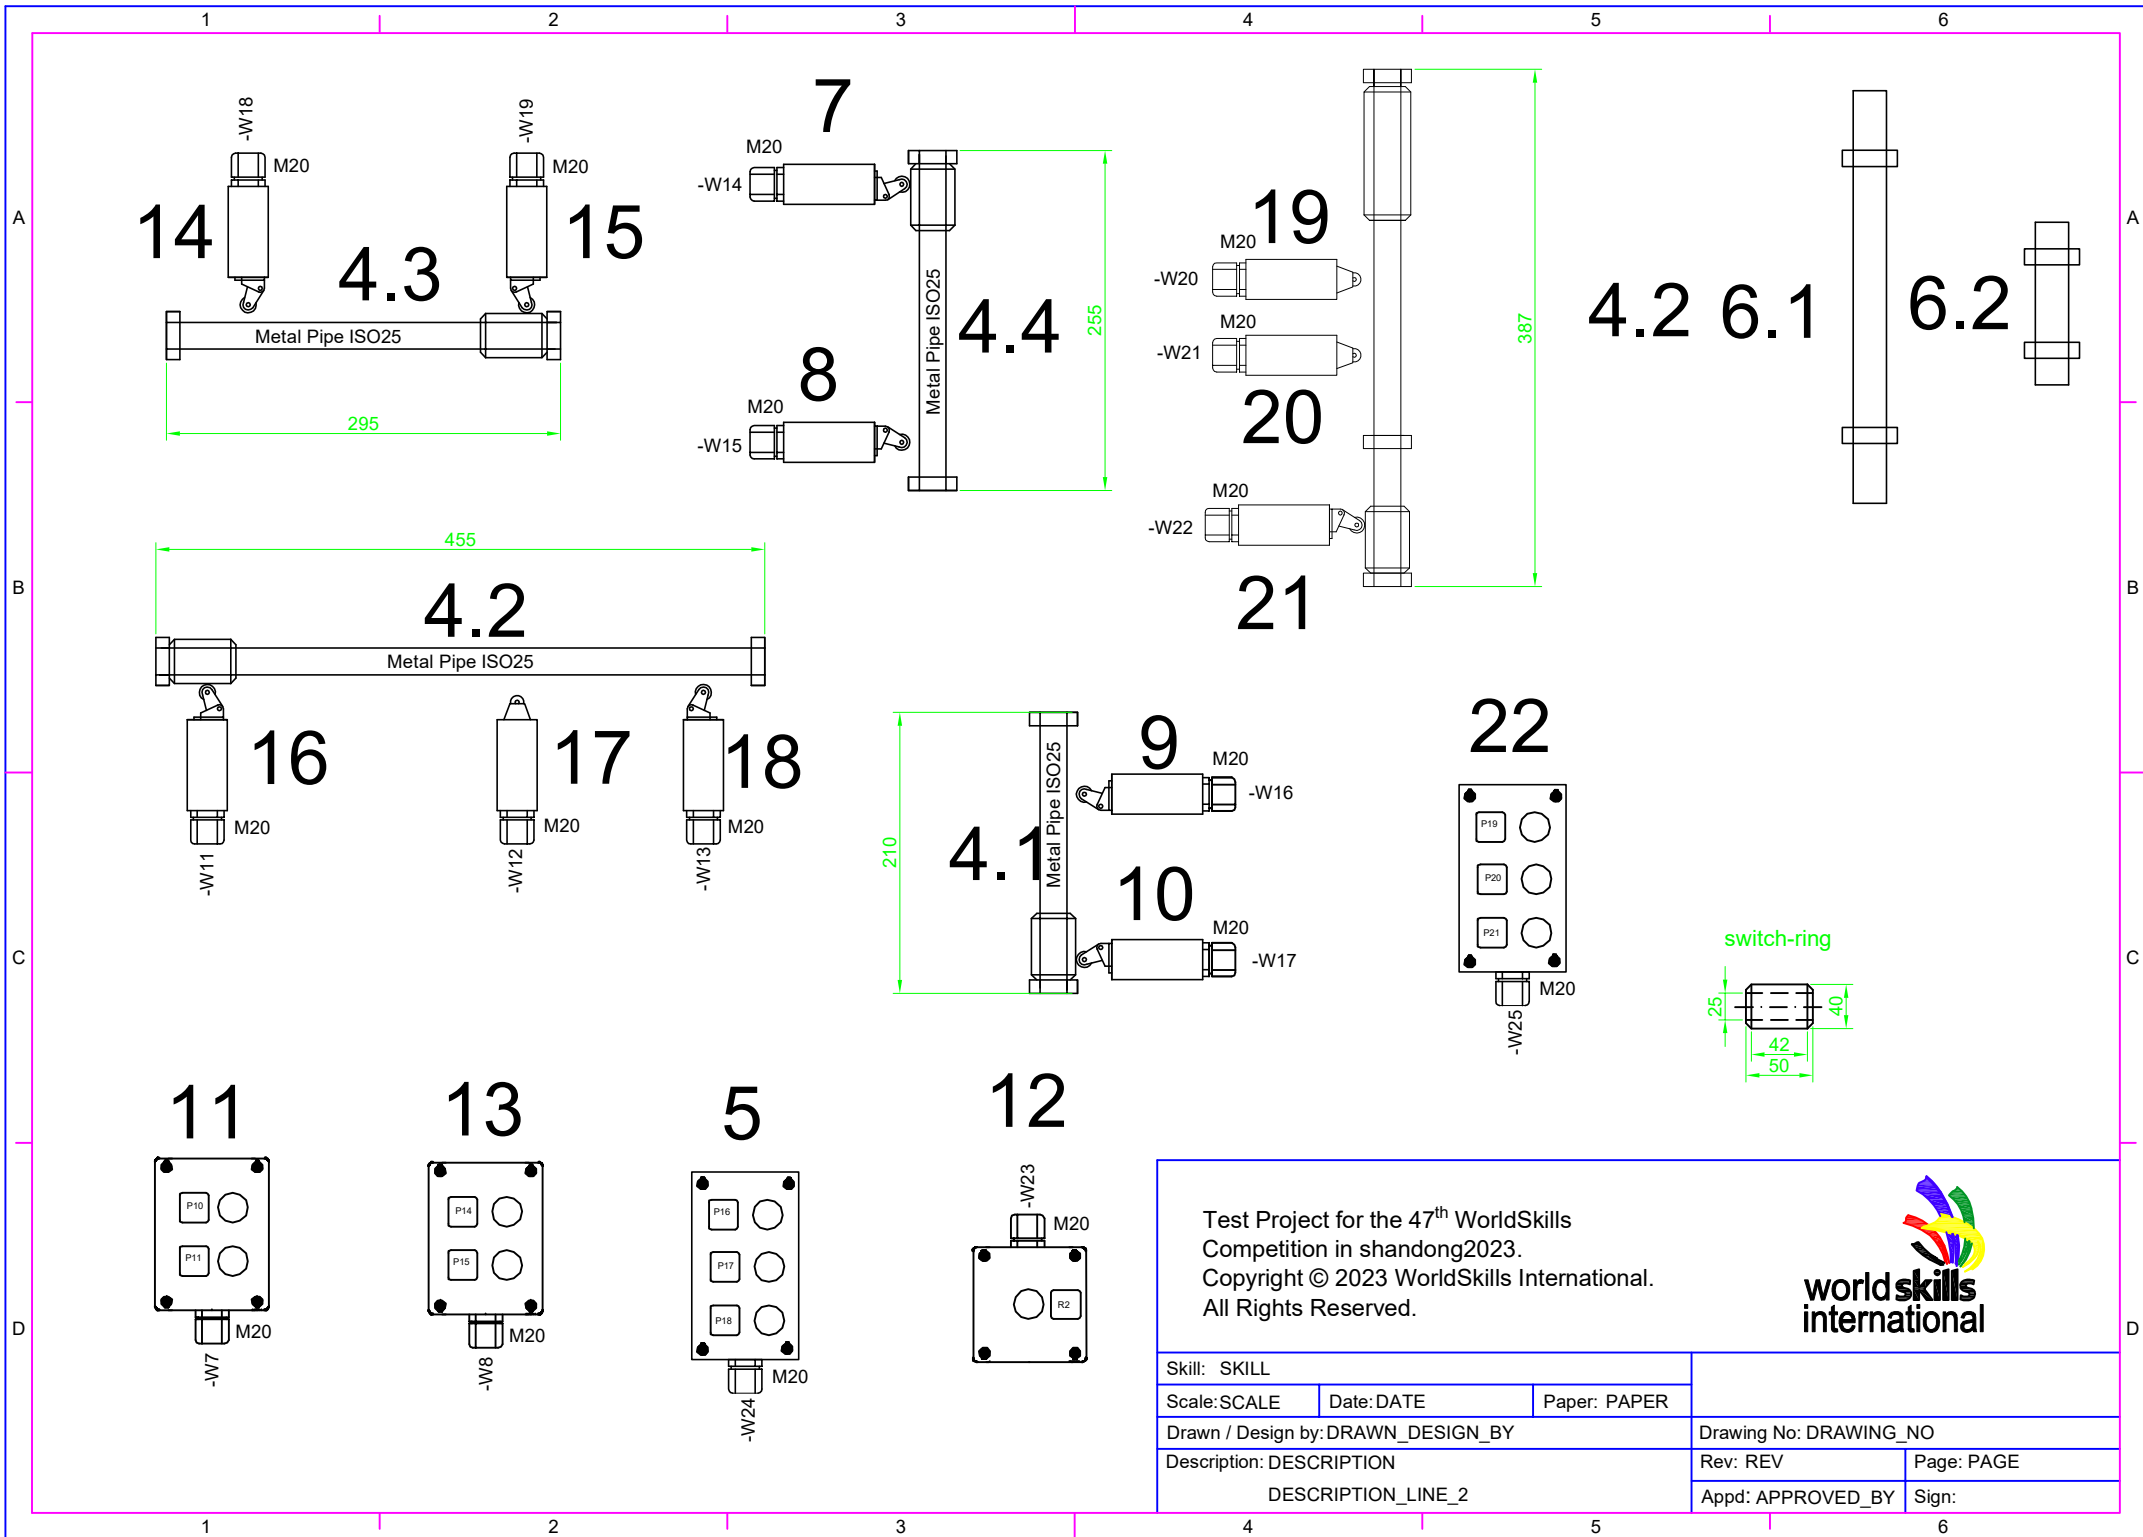 1 2 3 4 5 6
A A
B B
C C
D D
1 2 3 4 5 6
-W18
M20
14
-W19
M20
15
4.3
Metal Pipe ISO25
295
7
M20
-W14
8
M20
-W15
Metal Pipe ISO25
4.4
255
19
M20
-W20
M20
-W21
20
M20
-W22
21
387
4.2
6.1
6.2
455
4.2
Metal Pipe ISO25
16
M20
-W11
17
M20
-W12
18
M20
-W13
210
4.1
Metal Pipe ISO25
9
M20
-W16
10
M20
-W17
22
P19
P20
P21
M20
-W25
switch-ring
25
40
42
50
11
P10
P11
M20
-W7
13
P14
P15
M20
-W8
5
P16
P17
P18
M20
-W24
12
-W23
M20
R2
Test Project for the 47th WorldSkills
Competition in shandong2023.
Copyright © 2023 WorldSkills International.
All Rights Reserved.
worldskills
international
Skill: SKILL
Scale:SCALE Date:DATE Paper: PAPER
Drawn / Design by:DRAWN_DESIGN_BY Drawing No: DRAWING_NO
Description: DESCRIPTION Rev: REV Page: PAGE
DESCRIPTION_LINE_2 Appd: APPROVED_BY Sign: